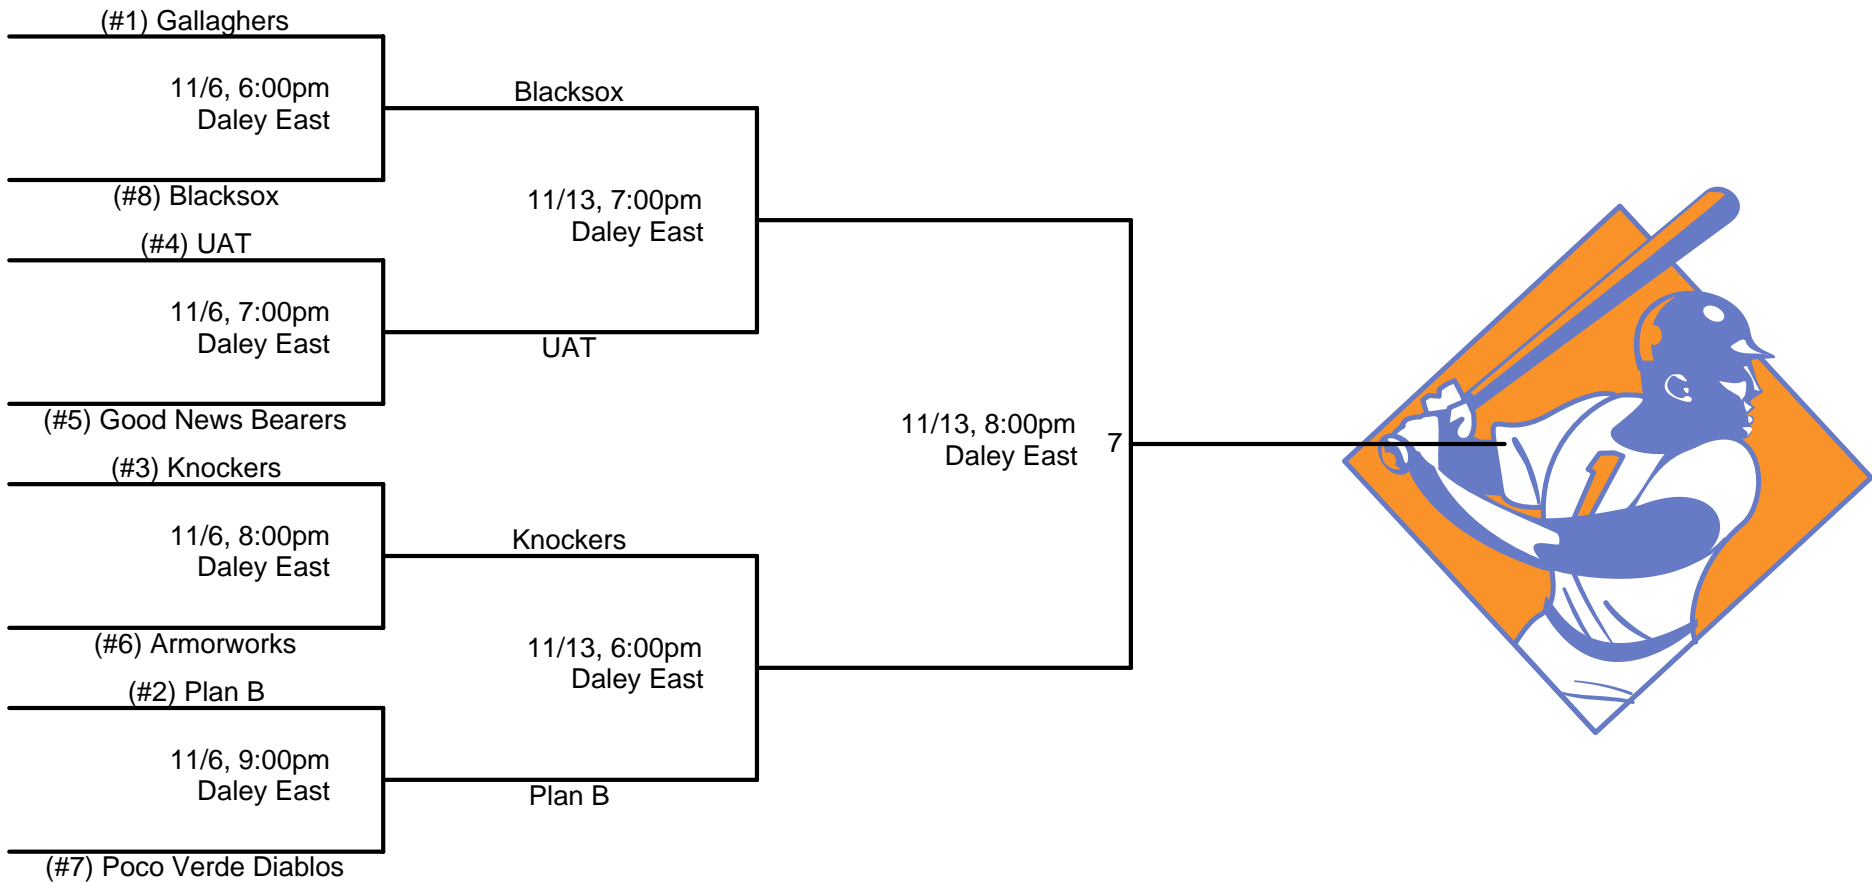 (#1) Gallaghers
11/6, 6:00pm
Daley East
(#8) Blacksox
(#4) UAT
11/6, 7:00pm
Daley East
(#5) Good News Bearers
(#3) Knockers
11/6, 8:00pm
Daley East
(#6) Armorworks
(#2) Plan B
11/6, 9:00pm
Daley East
(#7) Poco Verde Diablos
Blacksox
11/13, 7:00pm
Daley East
UAT
Knockers
11/13, 6:00pm
Daley East
Plan B
11/13, 8:00pm
Daley East
7
1